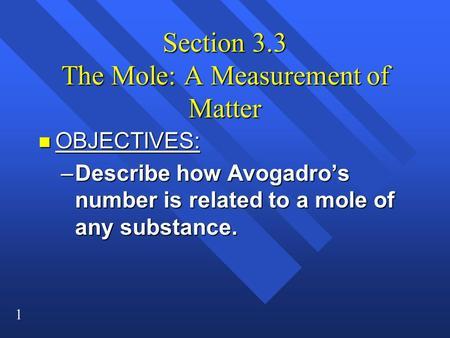 Section 3.3
The Mole: A Measurement of
Matter
OBJECTIVES:
–Describe how Avogadro’s
number is related to a mole of
any substance.
1